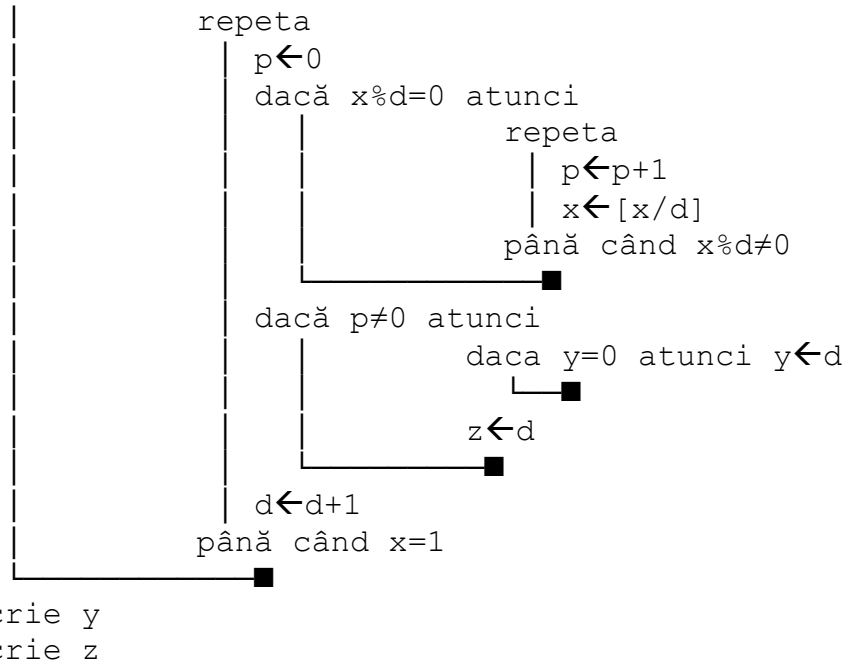 repeta
p←0
dacă x%d=0 atunci
repeta
p←p+1
x←[x/d]
până când x%d≠0
dacă p≠0 atunci
daca y=0 atunci y←d
z←d
d←d+1
până când x=1
crie y
crie z